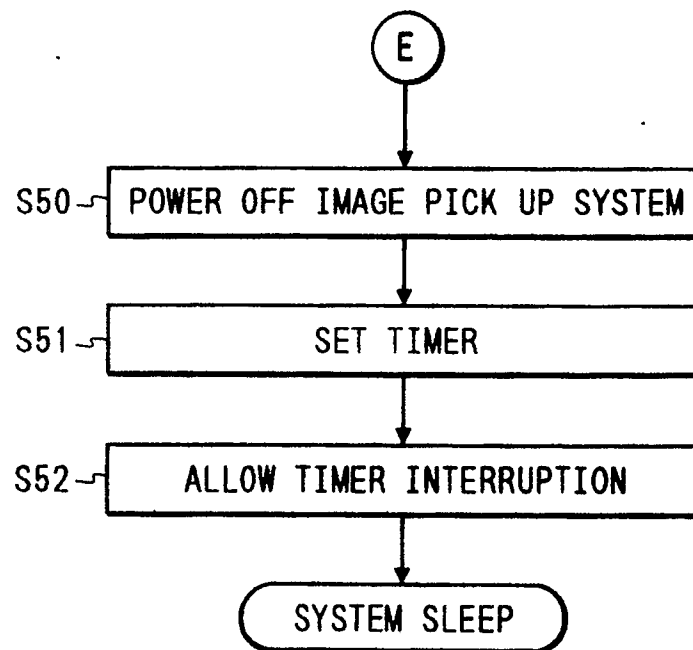 E
S50 POWER OFF IMAGE PICK UP SYSTEM
S51 SET TIMER
S52 ALLOW TIMER INTERRUPTION
SYSTEM SLEEP